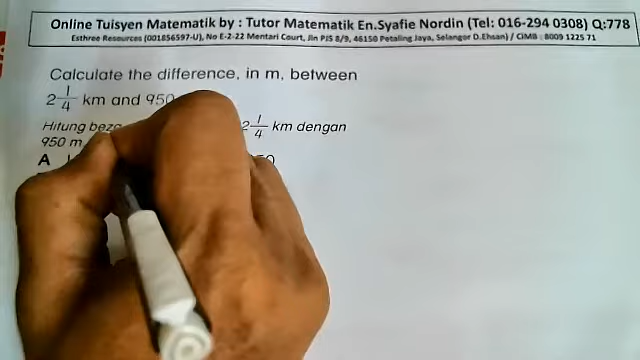 Online Tuisyen Matematik by : Tutor Matematik En.Syafie Nordin (Tel: 016-294 0308) Q:778
Esthree Resources (001856597-U), No E-2-22 Mentari Court, Jln PJS 8/9, 46150 Petaling Jaya, Selangor D.Ehsan) / CIMB : 8009 1225 71
Calculate the difference, in m, between
2 1/4 km and 950
Hitung beza 2 1/4 km dengan
950 m
A